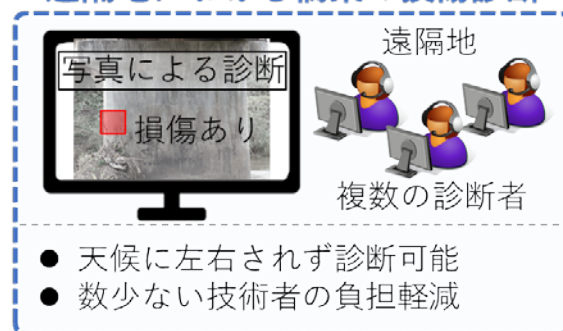 遠隔地
写真による診断
損傷あり
複数の診断者
● 天候に左右されず診断可能
● 数少ない技術者の負担軽減